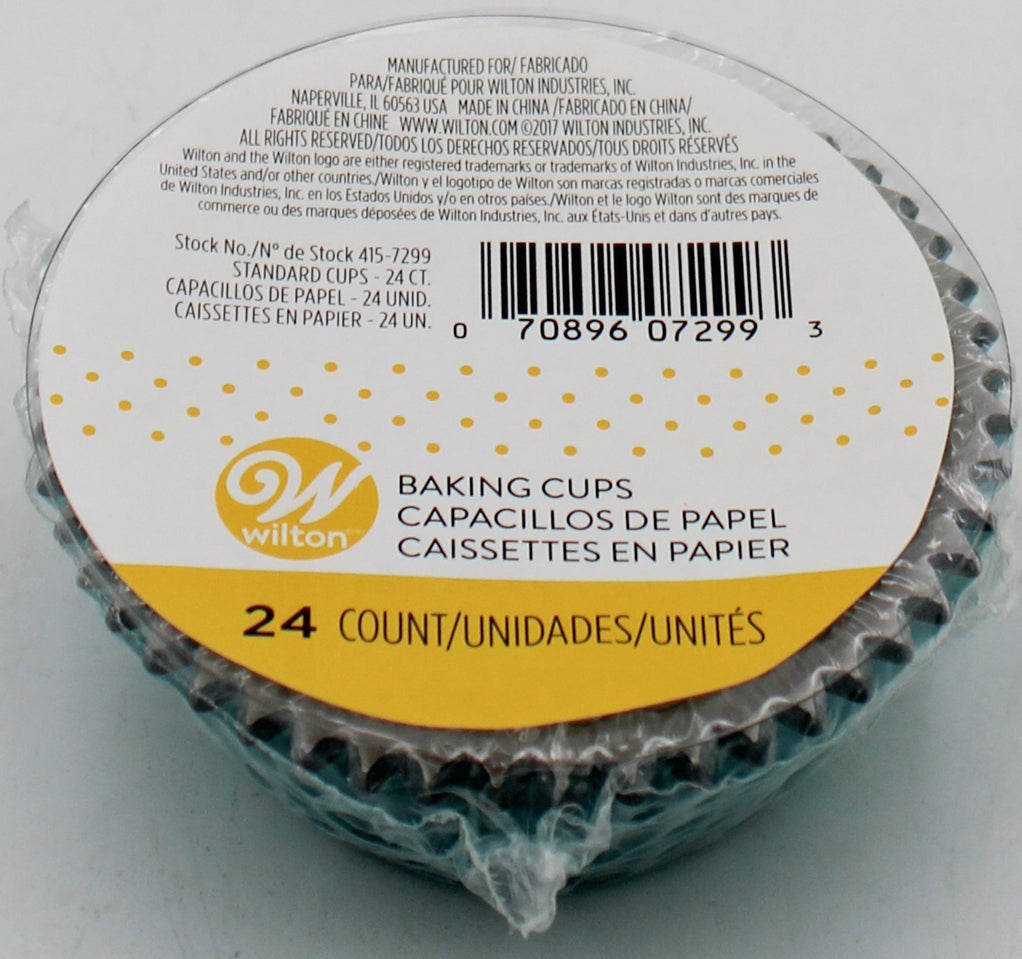 MANUFACTURED FOR/ FABRICADO
PARA/FABRIQUÉ POUR WILTON INDUSTRIES, INC.
NAPERVILLE, IL 60563 USA MADE IN CHINA /FABRICADO EN CHINA/
FABRIQUÉ EN CHINE WWW.WILTON.COM ©2017 WILTON INDUSTRIES, INC.
ALL RIGHTS RESERVED/TODOS LOS DERECHOS RESERVADOS/TOUS DROITS RÉSERVÉS
Wilton and the Wilton logo are either registered trademarks or trademarks of Wilton Industries, Inc. in the
United States and/or other countries./Wilton y el logotipo de Wilton son marcas registradas o marcas comerciales
de Wilton Industries, Inc. en los Estados Unidos y/o en otros países./Wilton et le logo Wilton sont des marques de
commerce ou des marques déposées de Wilton Industries, Inc. aux États-Unis et dans d'autres pays.
Stock No./N° de Stock 415-7299
STANDARD CUPS - 24 CT.
CAPACILLOS DE PAPEL - 24 UNID.
CAISSETTES EN PAPIER - 24 UN.
0 70896 07299 3
W
wilton
BAKING CUPS
CAPACILLOS DE PAPEL
CAISSETTES EN PAPIER
24 COUNT/UNIDADES/UNITÉS